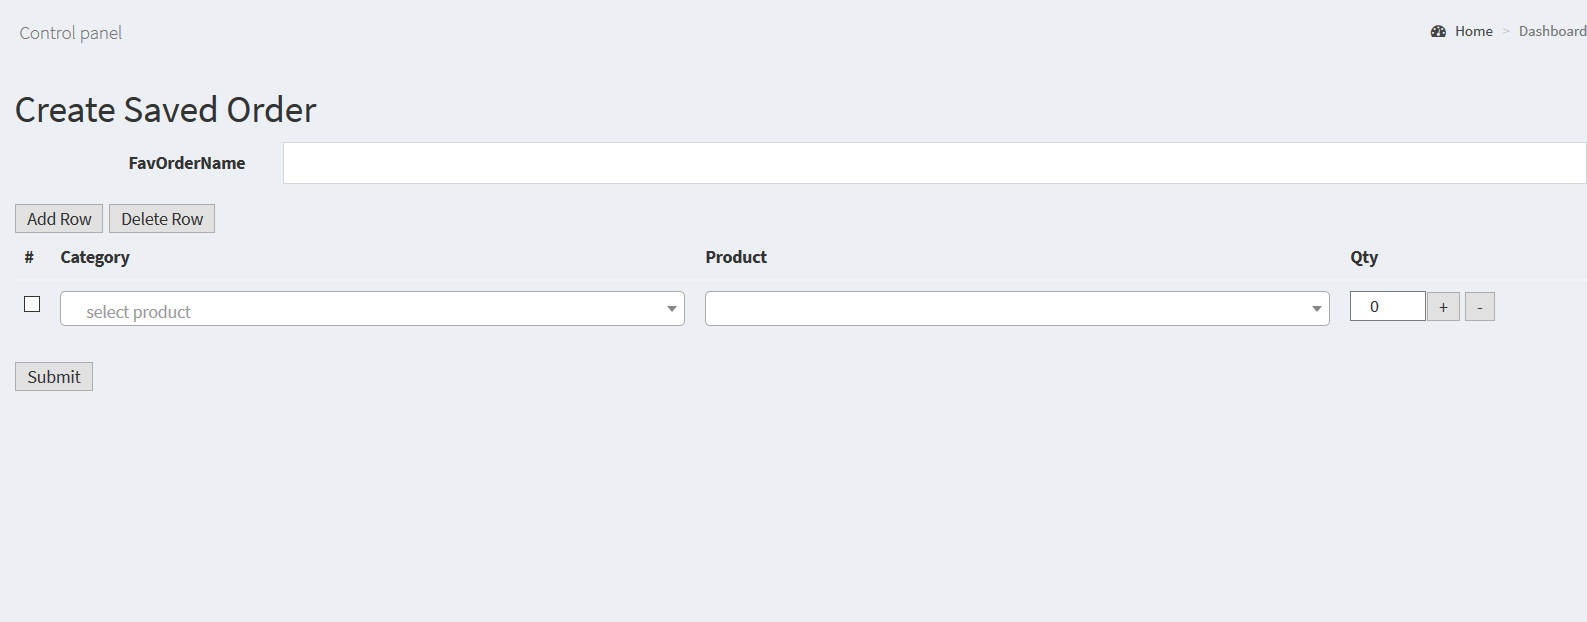 Control panel
Home > Dashboard
Create Saved Order
FavOrderName
Add Row Delete Row
# Category Product Qty
select product 0 + -
Submit